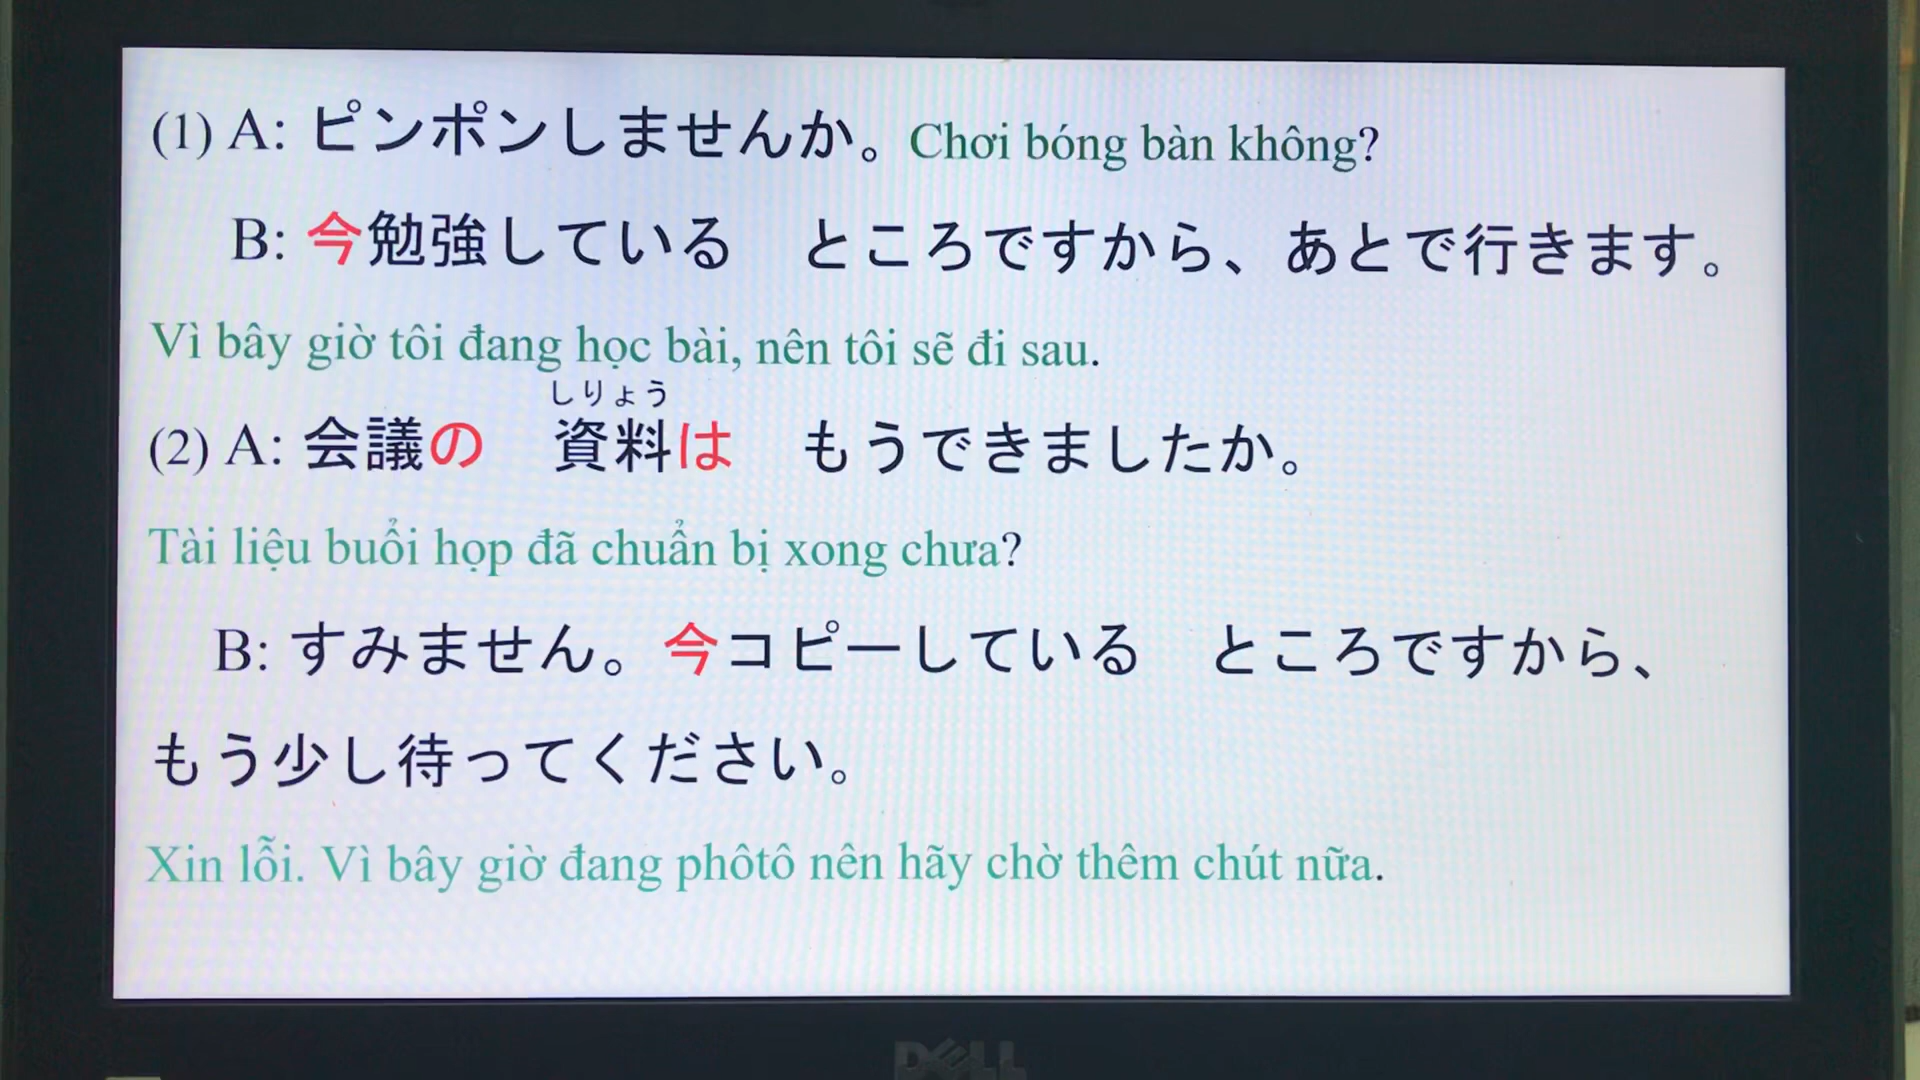 (1) A: ピンポンしませんか。Chơi bóng bàn không?
B: 今勉強している　ところですから、あとで行きます。
Vì bây giờ tôi đang học bài, nên tôi sẽ đi sau.
しりょう
(2) A: 会議の　資料は　もうできましたか。
Tài liệu buổi họp đã chuẩn bị xong chưa?
B: すみません。今コピーしている　ところですから、
もう少し待ってください。
Xin lỗi. Vì bây giờ đang phôtô nên hãy chờ thêm chút nữa.
DELL